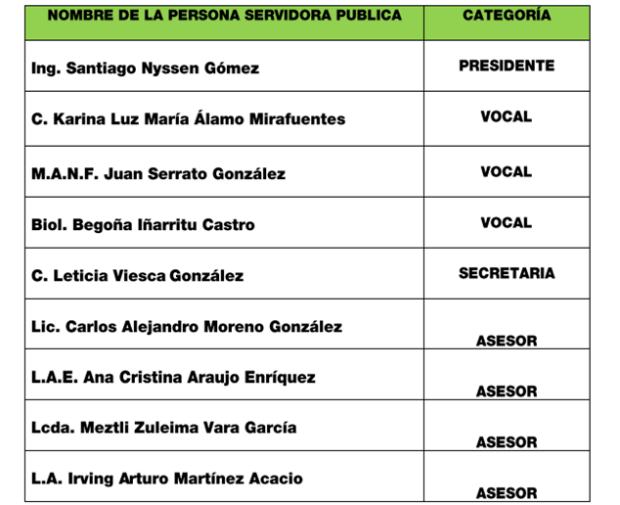 NOMBRE DE LA PERSONA SERVIDORA PUBLICA CATEGORÍA
Ing. Santiago Nyssen Gómez PRESIDENTE
C. Karina Luz María Álamo Mirafuentes VOCAL
M.A.N.F. Juan Serrato González VOCAL
Biol. Begoña Iñarritu Castro VOCAL
C. Leticia Viesca González SECRETARIA
Lic. Carlos Alejandro Moreno González ASESOR
L.A.E. Ana Cristina Araujo Enríquez ASESOR
Lcda. Meztli Zuleima Vara García ASESOR
L.A. Irving Arturo Martínez Acacio ASESOR